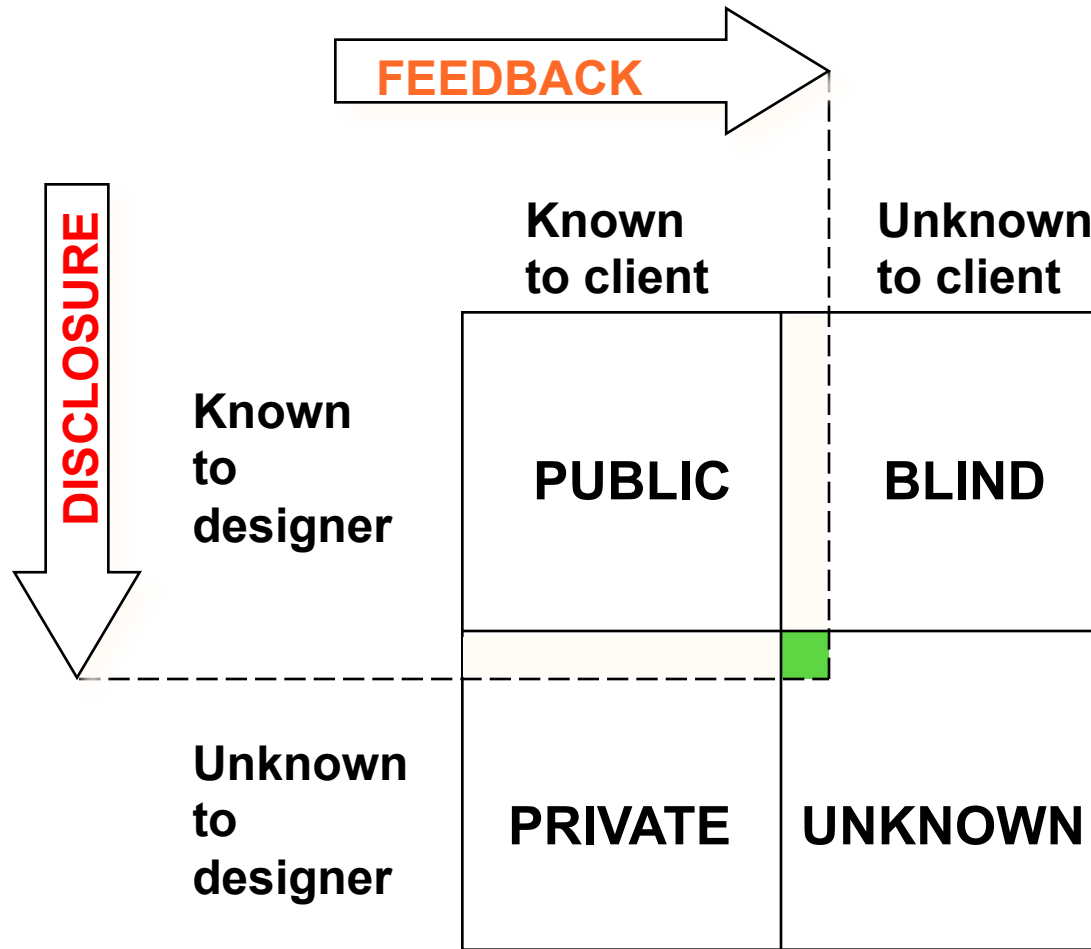 FEEDBACK
DISCLOSURE
Known
to client
Unknown
to client
Known
to
designer
PUBLIC
BLIND
Unknown
to
designer
PRIVATE
UNKNOWN